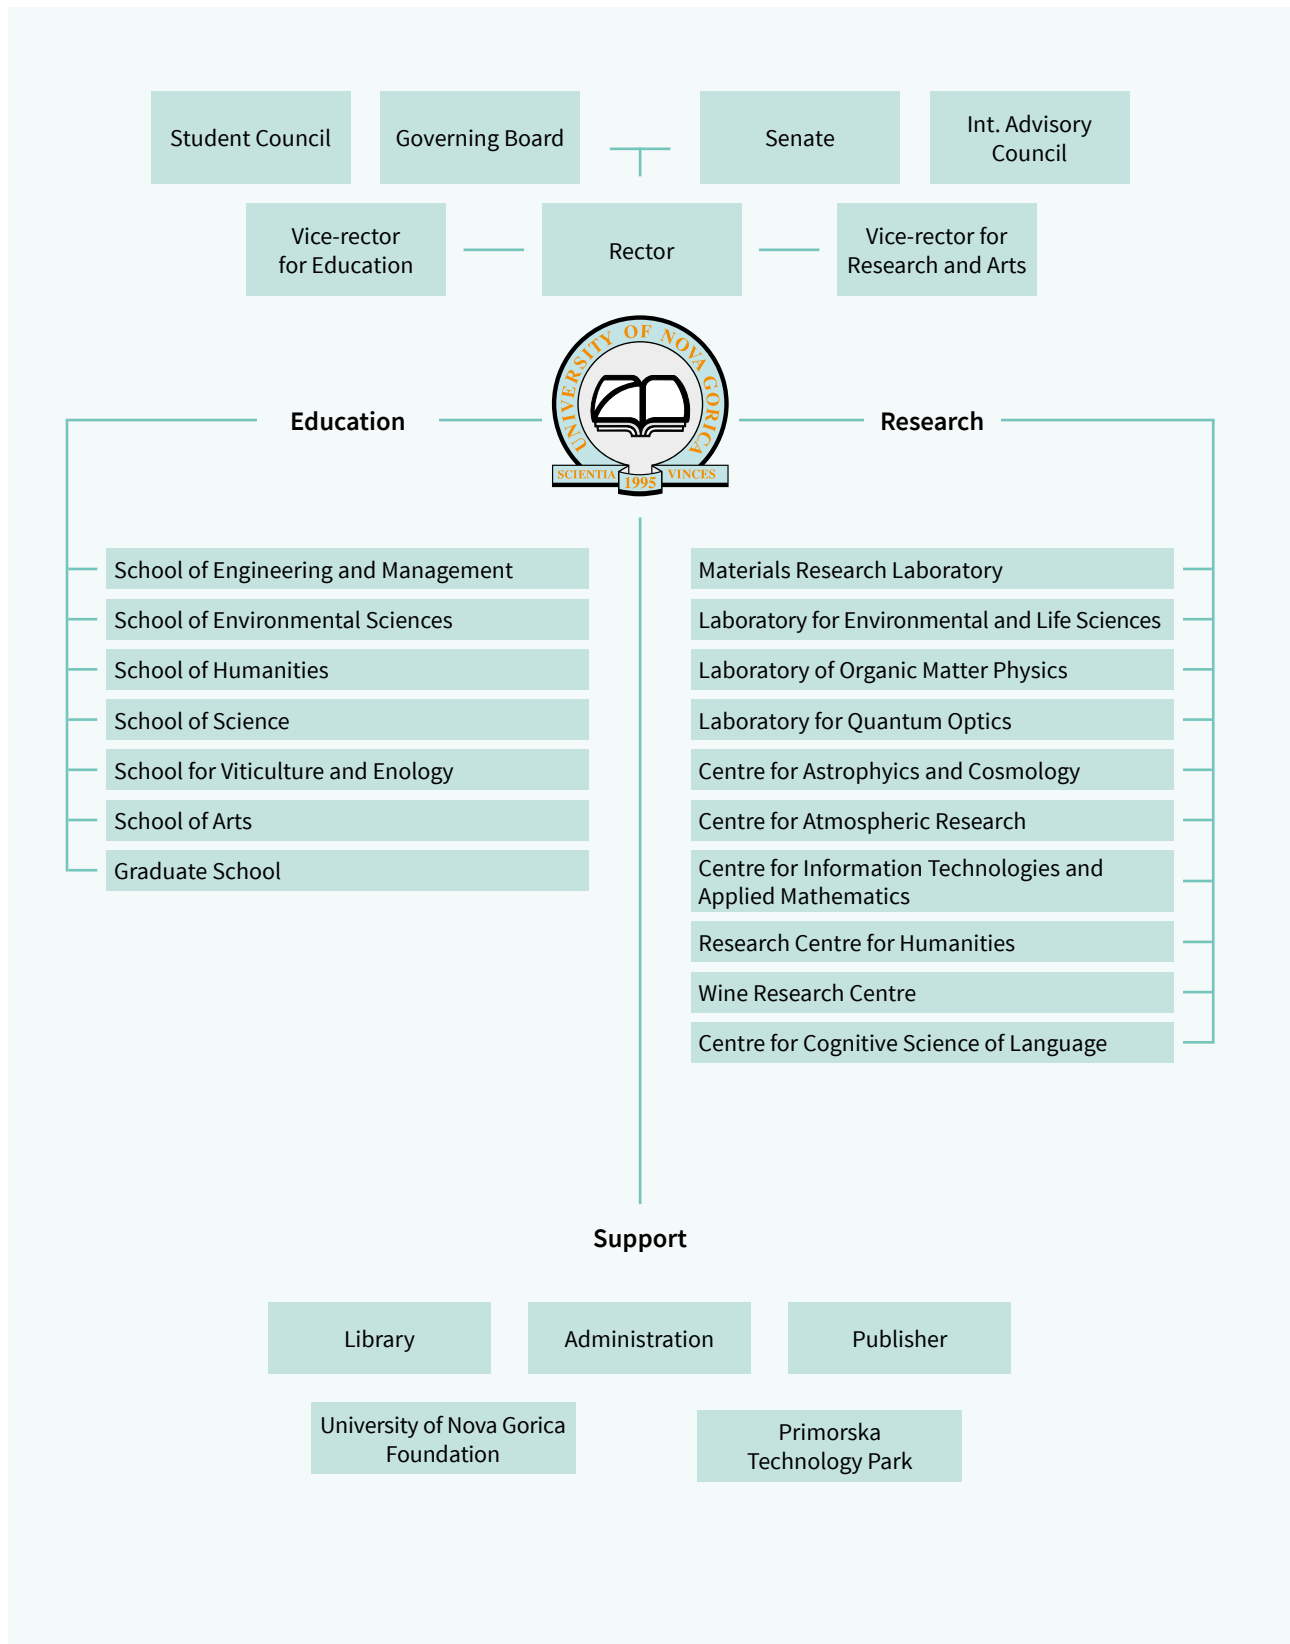 Student Council
Governing Board
Senate
Int. Advisory
Council
Vice-rector
for Education
Rector
Vice-rector for
Research and Arts
UNIVERSITY OF NOVA GORICA
SCIENTIA
1995
VINCES
Education
Research
School of Engineering and Management
School of Environmental Sciences
School of Humanities
School of Science
School for Viticulture and Enology
School of Arts
Graduate School
Materials Research Laboratory
Laboratory for Environmental and Life Sciences
Laboratory of Organic Matter Physics
Laboratory for Quantum Optics
Centre for Astrophyics and Cosmology
Centre for Atmospheric Research
Centre for Information Technologies and
Applied Mathematics
Research Centre for Humanities
Wine Research Centre
Centre for Cognitive Science of Language
Support
Library
Administration
Publisher
University of Nova Gorica
Foundation
Primorska
Technology Park